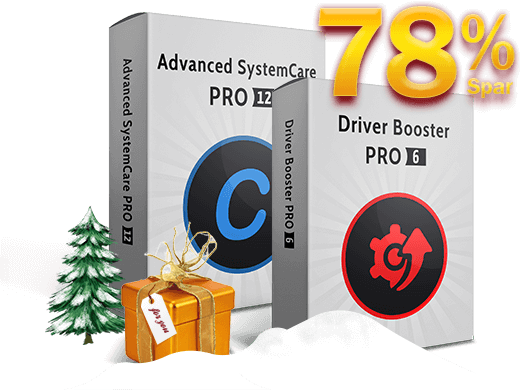 78%
Spar
Advanced SystemCare
PRO 12
Advanced SystemCare PRO 12
Driver Booster
PRO 6
Driver Booster PRO 6
C
for you